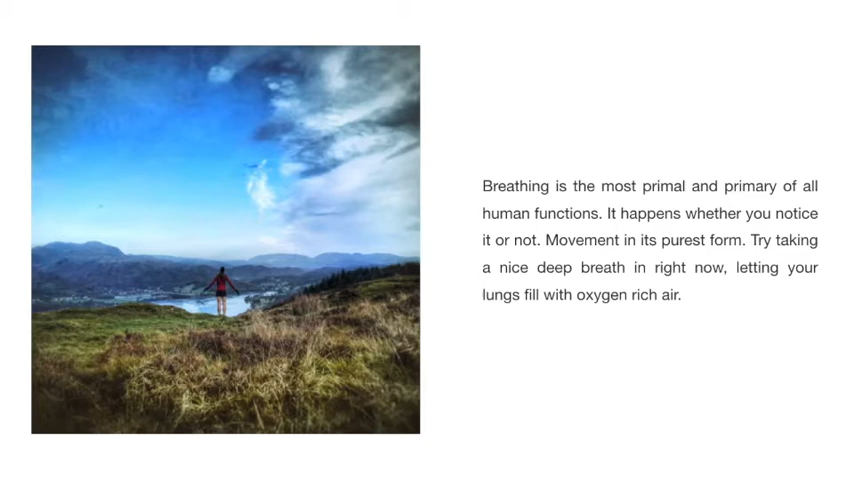 Breathing is the most primal and primary of all
human functions. It happens whether you notice
it or not. Movement in its purest form. Try taking
a nice deep breath in right now, letting your
lungs fill with oxygen rich air.